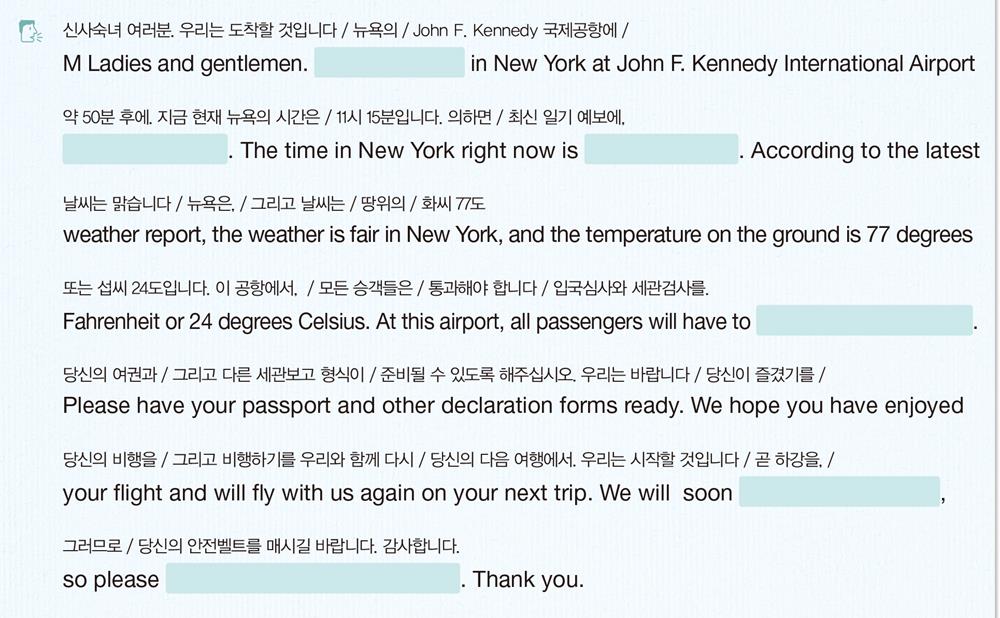 신사숙녀 여러분. 우리는 도착할 것입니다 / 뉴욕의 / John F. Kennedy 국제공항에 /
M Ladies and gentlemen. in New York at John F. Kennedy International Airport
약 50분 후에. 지금 현재 뉴욕의 시간은 / 11시 15분입니다. 의하면 / 최신 일기 예보에,
. The time in New York right now is . According to the latest
날씨는 맑습니다 / 뉴욕은, / 그리고 날씨는 / 땅위의 / 화씨 77도
weather report, the weather is fair in New York, and the temperature on the ground is 77 degrees
또는 섭씨 24도입니다. 이 공항에서, / 모든 승객들은 / 통과해야 합니다 / 입국심사와 세관검사를.
Fahrenheit or 24 degrees Celsius. At this airport, all passengers will have to .
당신의 여권과 / 그리고 다른 세관보고 형식이 / 준비될 수 있도록 해주십시오. 우리는 바랍니다 / 당신이 즐겼기를 /
Please have your passport and other declaration forms ready. We hope you have enjoyed
당신의 비행을 / 그리고 비행하기를 우리와 함께 다시 / 당신의 다음 여행에서. 우리는 시작할 것입니다 / 곧 하강을, /
your flight and will fly with us again on your next trip. We will soon ,
그러므로 / 당신의 안전벨트를 매시길 바랍니다. 감사합니다.
so please . Thank you.